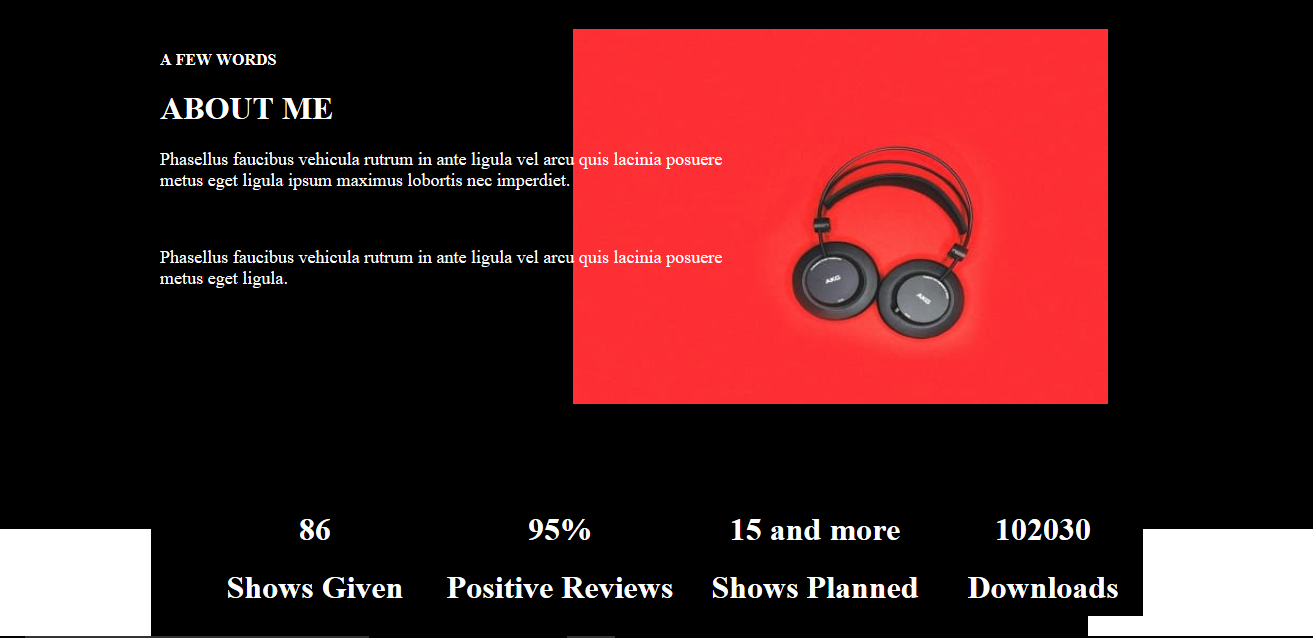 A FEW WORDS
ABOUT ME
Phasellus faucibus vehicula rutrum in ante ligula vel arcu quis lacinia posuere
metus eget ligula ipsum maximus lobortis nec imperdiet.
Phasellus faucibus vehicula rutrum in ante ligula vel arcu quis lacinia posuere
metus eget ligula.
AKG AKG
86 95% 15 and more 102030
Shows Given Positive Reviews Shows Planned Downloads